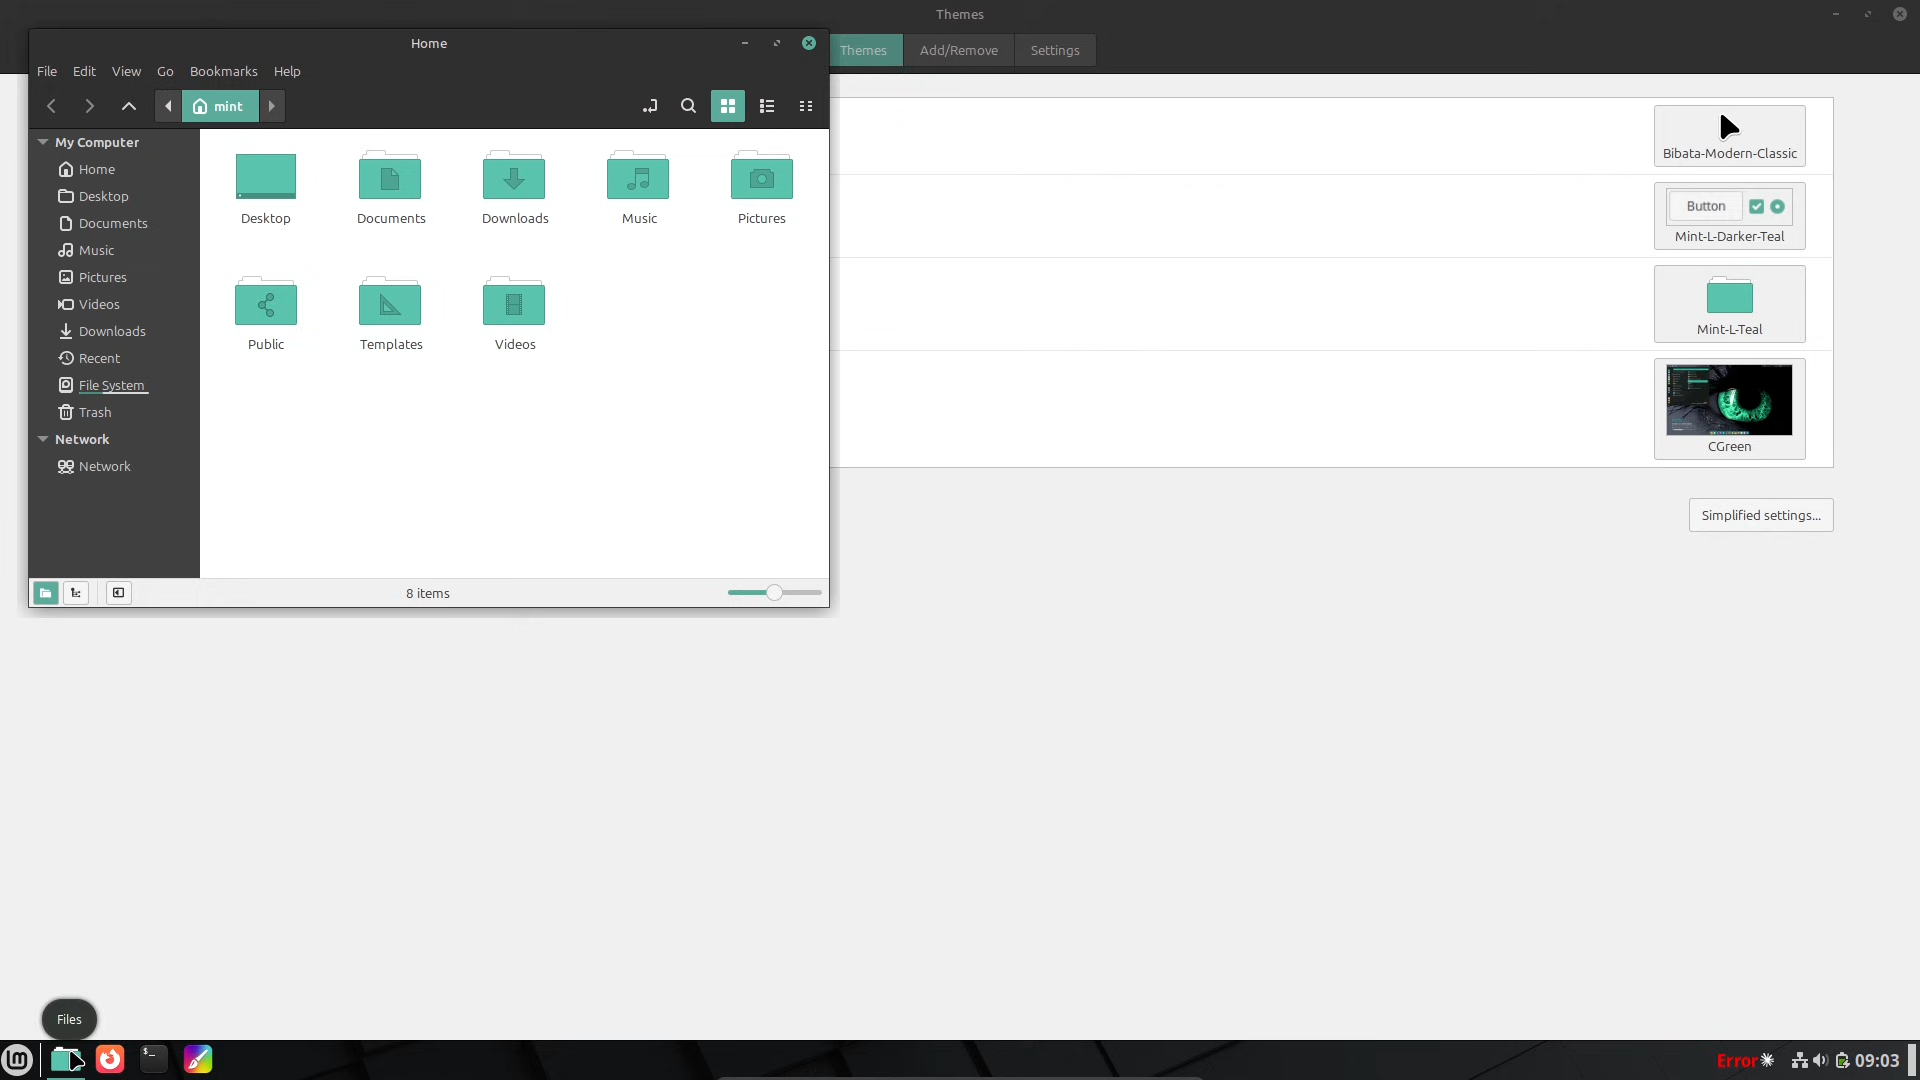 Themes
Themes
Add/Remove
Settings
Home
File Edit View Go Bookmarks Help
mint
My Computer
Home
Desktop
Documents
Music
Pictures
Videos
Downloads
Recent
File System
Trash
Network
Network
Desktop
Documents
Downloads
Music
Pictures
Public
Templates
Videos
8 items
Bibata-Modern-Classic
Button
Mint-L-Darker-Teal
Mint-L-Teal
CGreen
Simplified settings...
Files
Error
09:03